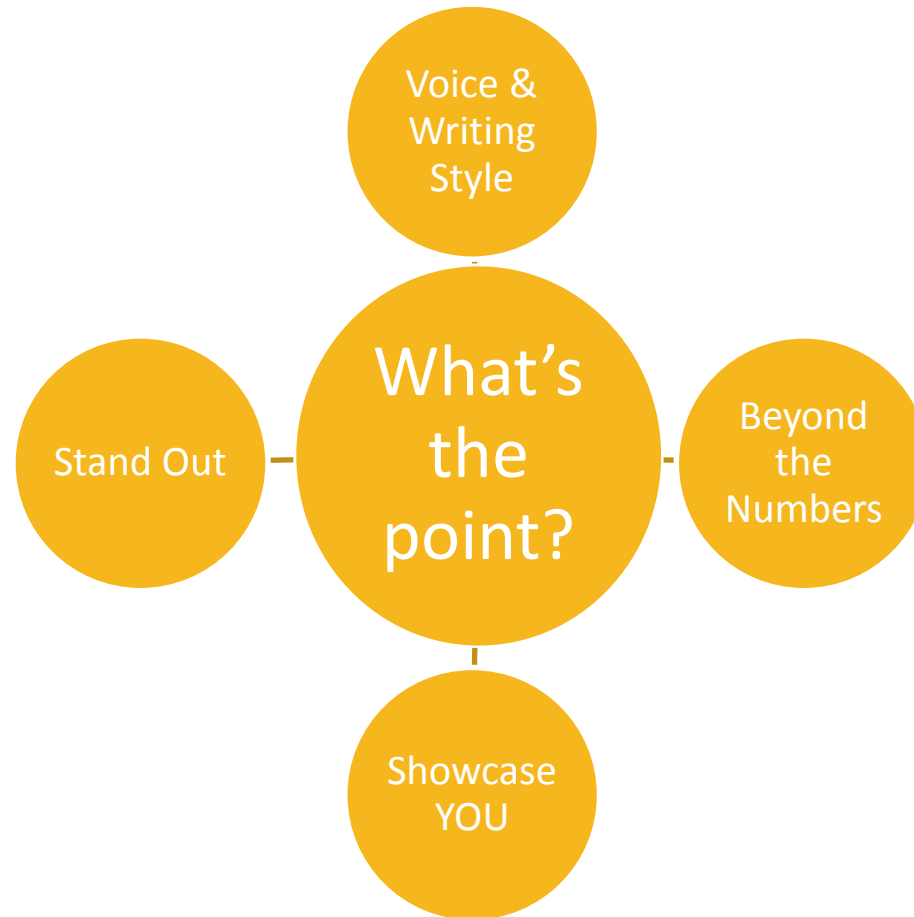 Voice &
Writing
Style
What’s
the
point?
Stand Out
Beyond
the
Numbers
Showcase
YOU